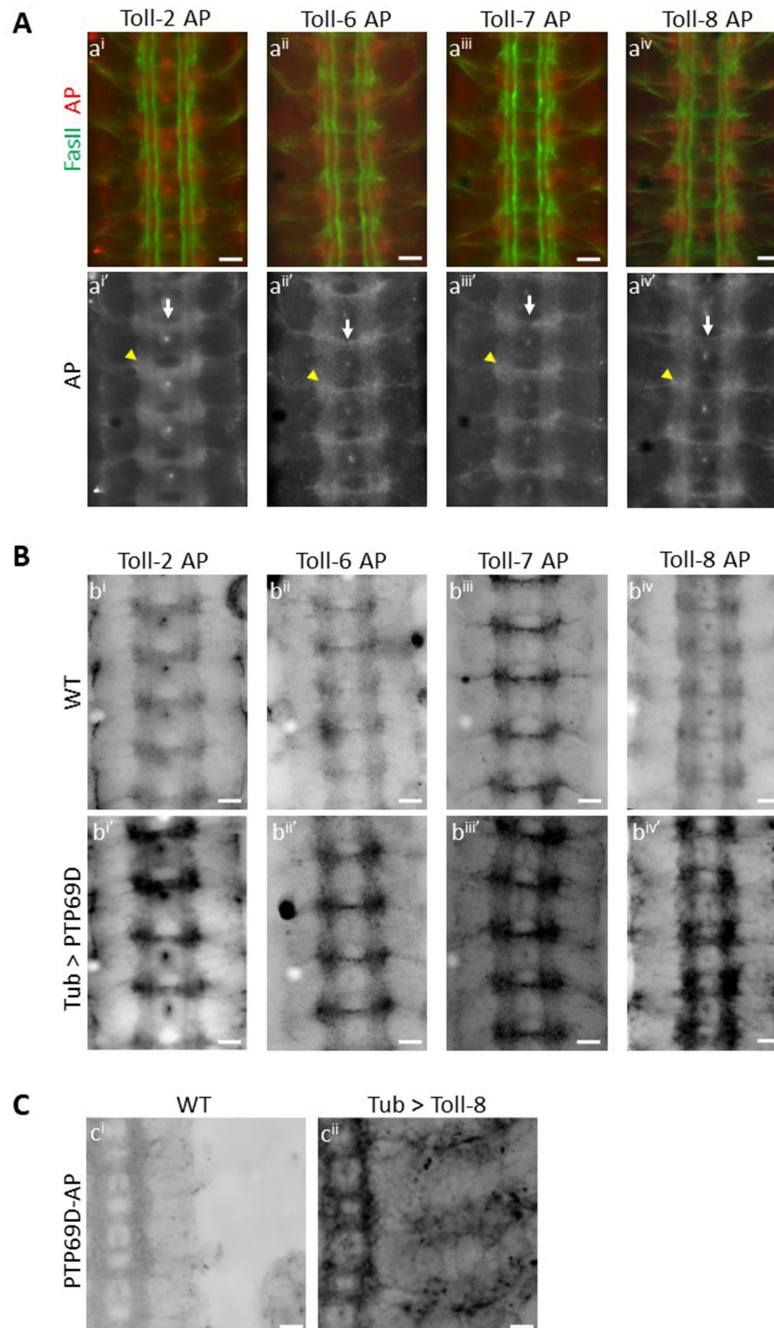 A
Toll-2 AP Toll-6 AP Toll-7 AP Toll-8 AP
FasII AP
aⁱ aⁱⁱ aⁱⁱⁱ aⁱᵛ
AP
aⁱ′ aⁱⁱ′ aⁱⁱⁱ′ aⁱᵛ′
B
Toll-2 AP Toll-6 AP Toll-7 AP Toll-8 AP
WT
bⁱ bⁱⁱ bⁱⁱⁱ bⁱᵛ
Tub > PTP69D
bⁱ′ bⁱⁱ′ bⁱⁱⁱ′ bⁱᵛ′
C
WT Tub > Toll-8
PTP69D-AP
cⁱ cⁱⁱ